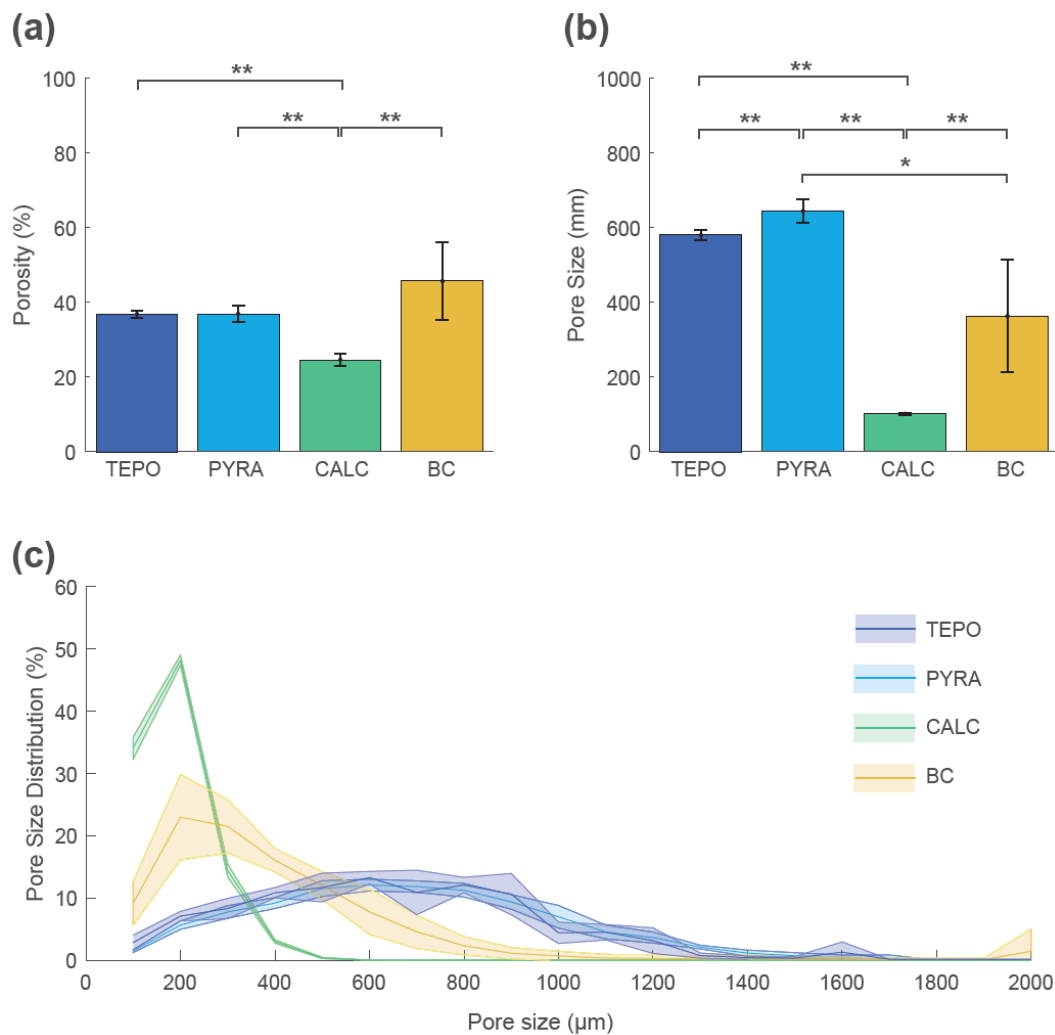 (a)
Porosity (%)
100
80
60
40
20
0
**
**
**
TEPO
PYRA
CALC
BC
(b)
Pore Size (mm)
1000
800
600
400
200
0
**
**
**
**
*
TEPO
PYRA
CALC
BC
(c)
Pore Size Distribution (%)
60
50
40
30
20
10
0
0
200
400
600
800
1000
1200
1400
1600
1800
2000
Pore size (µm)
TEPO
PYRA
CALC
BC